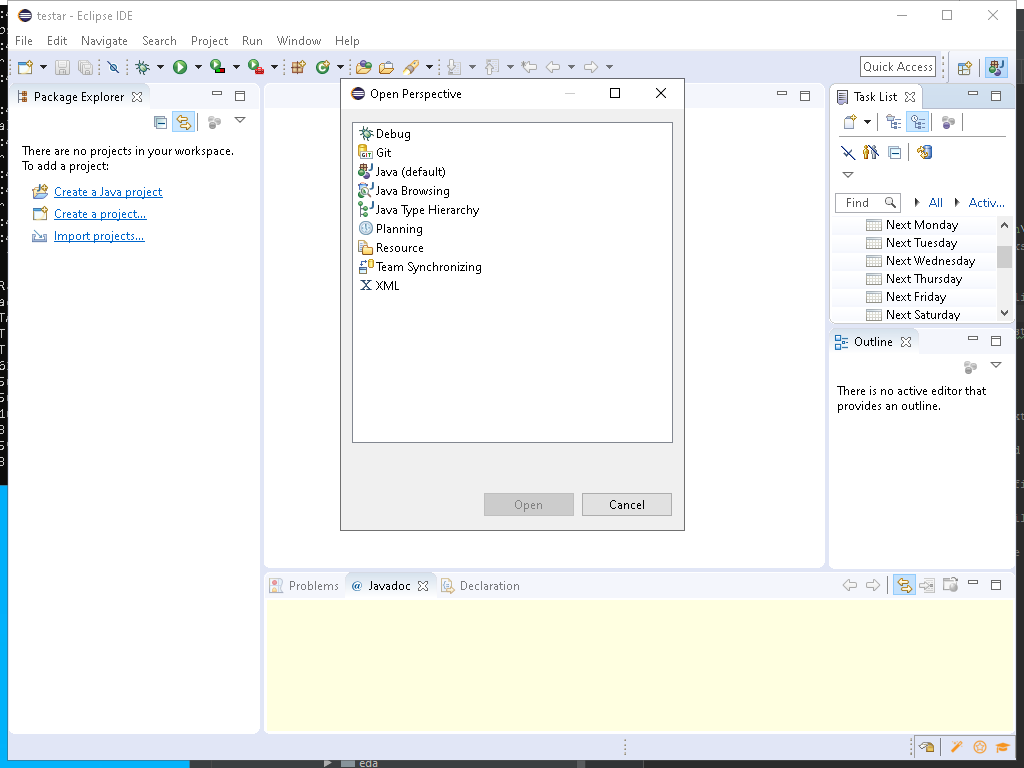 testar - Eclipse IDE
File Edit Navigate Search Project Run Window Help
Quick Access
Package Explorer
There are no projects in your workspace.
To add a project:
Create a Java project
Create a project...
Import projects...
Open Perspective
Debug
Git
Java (default)
Java Browsing
Java Type Hierarchy
Planning
Resource
Team Synchronizing
XML
Open Cancel
Task List
Find All Activ...
Next Monday
Next Tuesday
Next Wednesday
Next Thursday
Next Friday
Next Saturday
Outline
There is no active editor that
provides an outline.
Problems @ Javadoc Declaration
eda